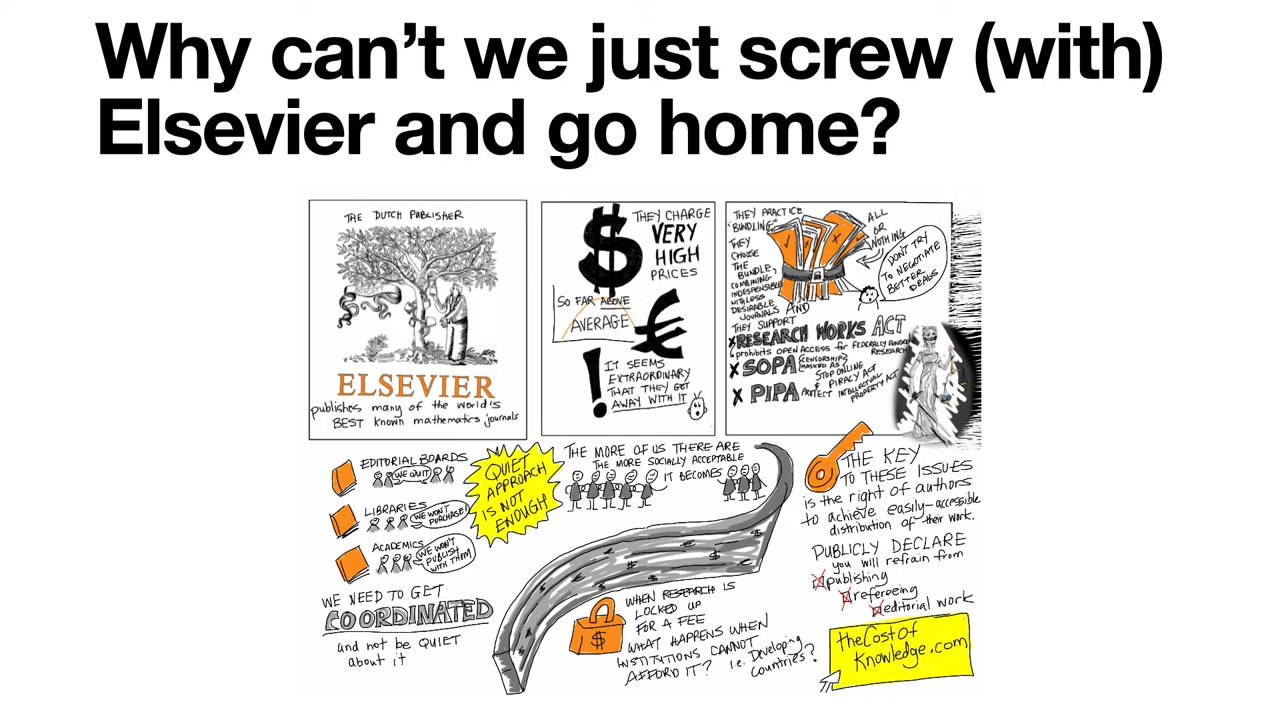 Why can't we just screw (with)
Elsevier and go home?
THE DUTCH PUBLISHER
ELSEVIER
publishes many of the world's
BEST known mathematics journals
$
THEY CHARGE
VERY
HIGH
PRICES
SO FAR ABOVE
AVERAGE
€
!
IT SEEMS
EXTRAORDINARY
THAT THEY GET
AWAY WITH IT
THEY PRACTICE
"BUNDLING"
THEY
CHOOSE
THE
BUNDLE,
COMBINING
INDESPENSIBLE
WITH LESS
DESIRABLE
JOURNALS AND
ALL
OR
NOTHING
DON'T TRY
TO NEGOTIATE
BETTER
DEALS
THEY SUPPORT
X RESEARCH WORKS ACT
prohibits OPEN ACCESS for FEDERALLY FUNDED
RESEARCH
X SOPA
CENSORSHIP?
MASKED AS
STOP ONLINE
& PIRACY ACT
X PIPA
PROTECT INTELLECTUAL
PROPERTY ACT
EDITORIAL BOARDS
WE QUIT
LIBRARIES
WE WON'T
PURCHASE!
ACADEMICS
WE WON'T
PUBLISH
WITH THEM
QUIET
APPROACH
IS NOT
ENOUGH
WE NEED TO GET
COORDINATED
and not be QUIET
about it
THE MORE OF US THERE ARE
THE MORE SOCIALLY ACCEPTABLE
IT BECOMES
$
WHEN RESEARCH IS
LOCKED UP
FOR A FEE
WHAT HAPPENS WHEN
INSTITUTIONS CANNOT
AFFORD IT?
i.e. Developing
countries?
THE KEY
TO THESE ISSUES
is the right of authors
to achieve easily-accessible
distribution of their work.
PUBLICLY DECLARE
you will refrain from
publishing
refereeing
editorial work
theCostOf
Knowledge.com